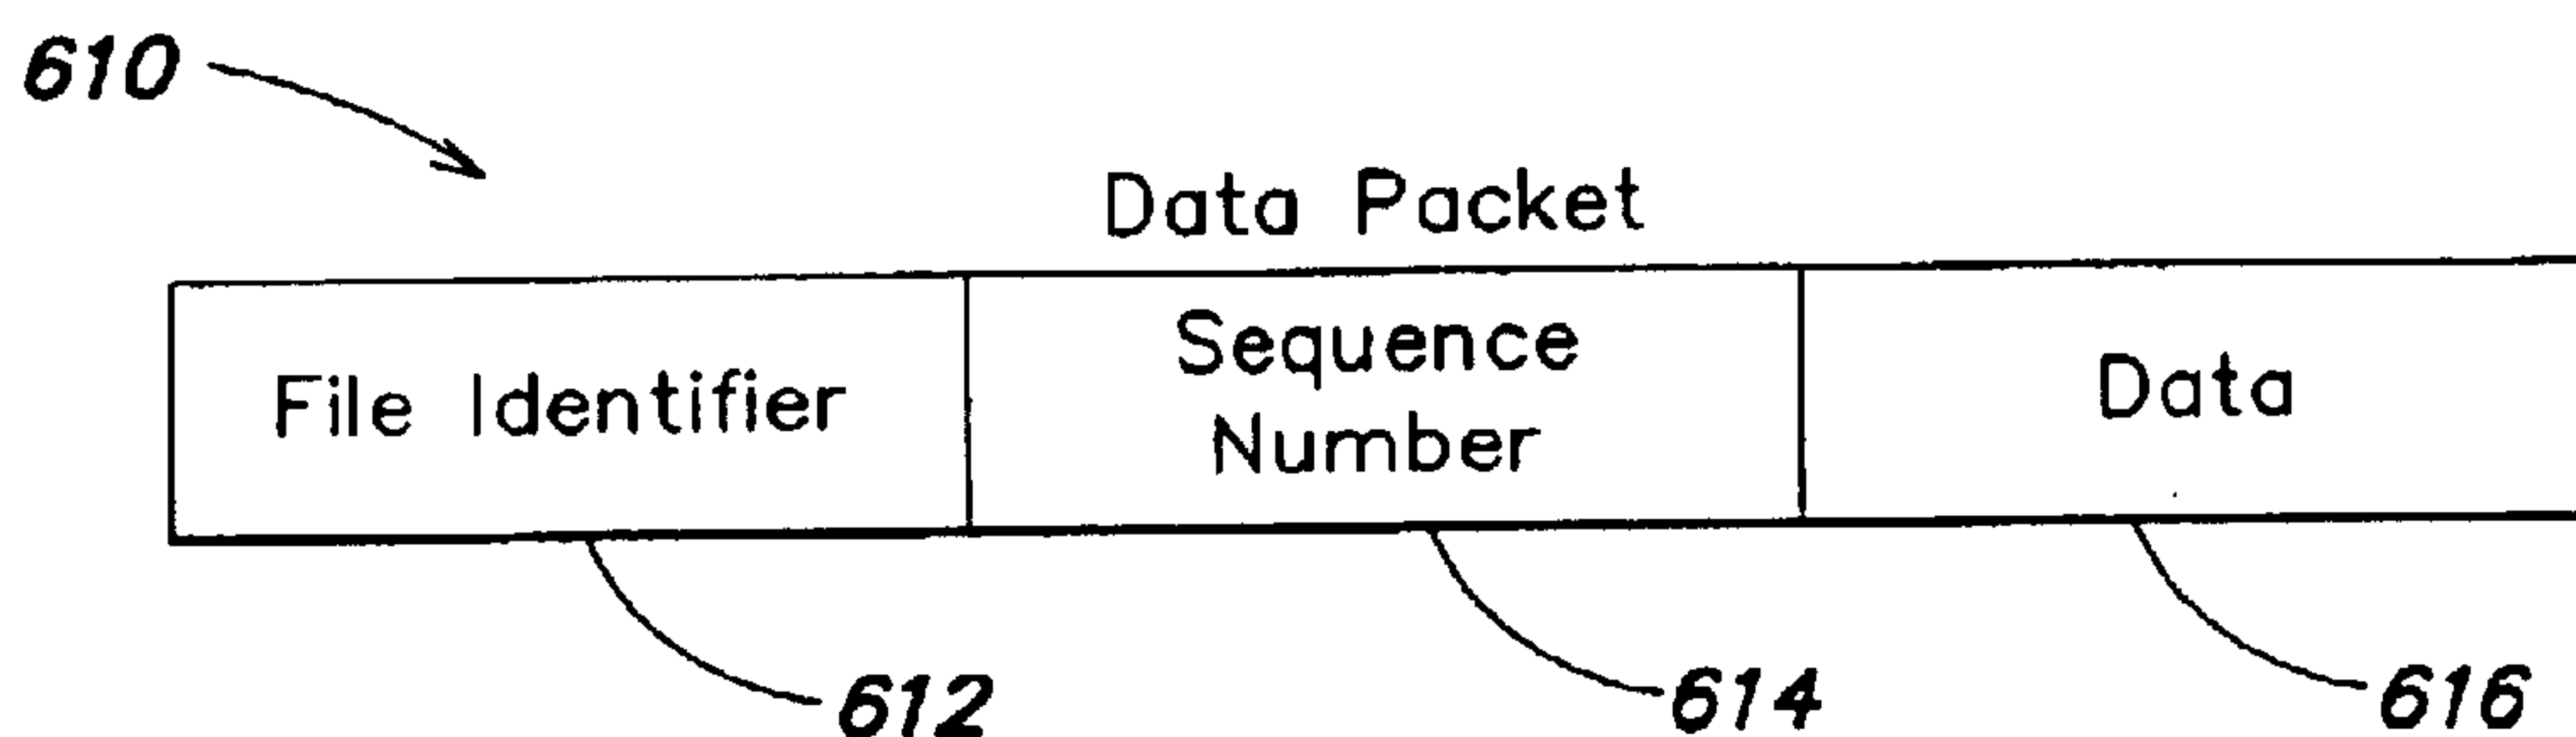 610
Data Packet
File Identifier
Sequence
Number
Data
612
614
616